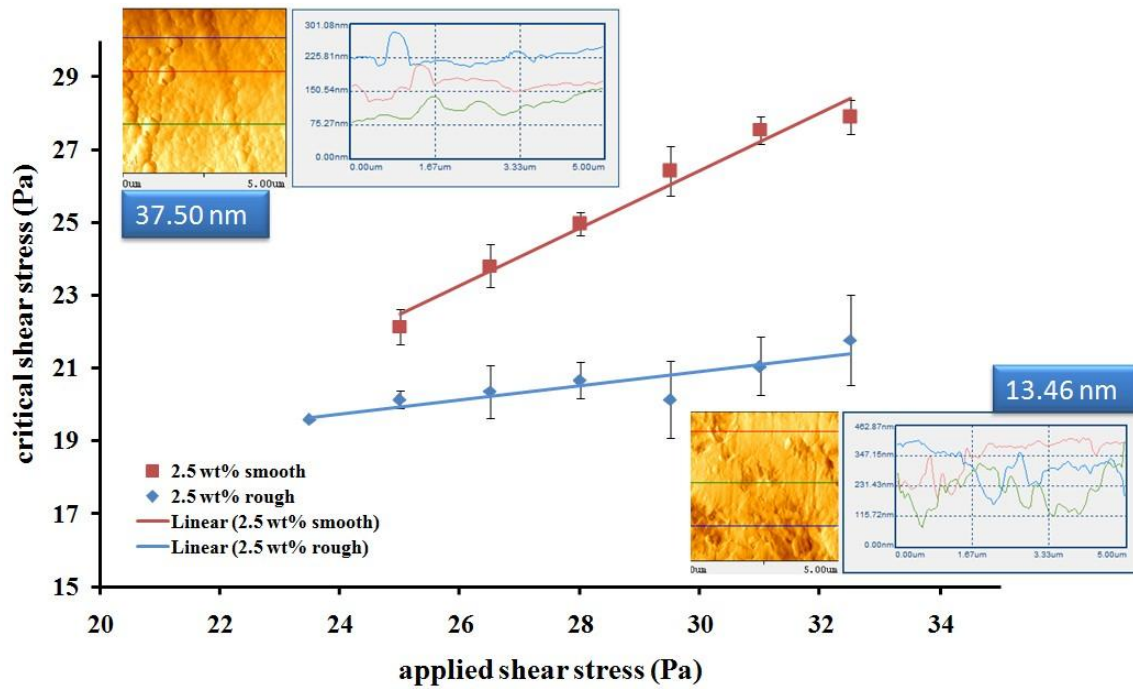 301.08nm
225.81nm
150.54nm
75.27nm
0.00nm
0.00um 1.67um 3.33um 5.00um
0um 5.00um
37.50 nm
critical shear stress (Pa)
29
27
25
23
21
19
17
15
13.46 nm
462.87nm
347.15nm
231.43nm
115.72nm
0.00nm
0.00um 1.67um 3.33um 5.00um
0um 5.00um
2.5 wt% smooth
2.5 wt% rough
Linear (2.5 wt% smooth)
Linear (2.5 wt% rough)
20 22 24 26 28 30 32 34
applied shear stress (Pa)